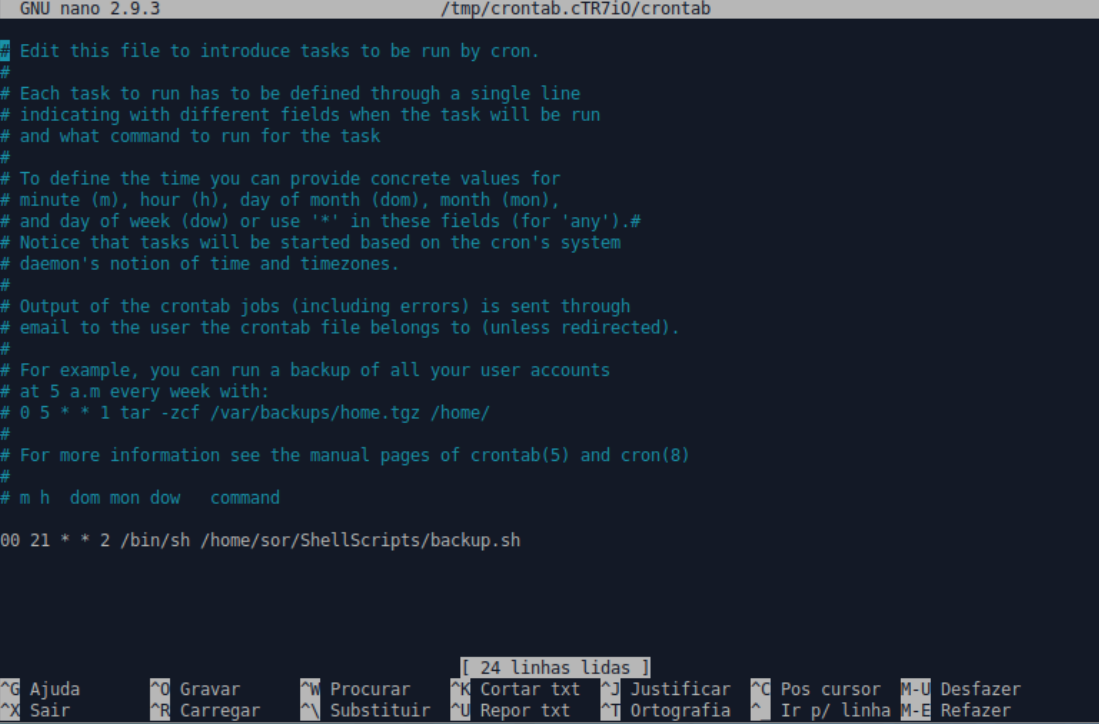 GNU nano 2.9.3 /tmp/crontab.cTR7iO/crontab
# Edit this file to introduce tasks to be run by cron.
#
# Each task to run has to be defined through a single line
# indicating with different fields when the task will be run
# and what command to run for the task
#
# To define the time you can provide concrete values for
# minute (m), hour (h), day of month (dom), month (mon),
# and day of week (dow) or use '*' in these fields (for 'any').#
# Notice that tasks will be started based on the cron's system
# daemon's notion of time and timezones.
#
# Output of the crontab jobs (including errors) is sent through
# email to the user the crontab file belongs to (unless redirected).
#
# For example, you can run a backup of all your user accounts
# at 5 a.m every week with:
# 0 5 * * 1 tar -zcf /var/backups/home.tgz /home/
#
# For more information see the manual pages of crontab(5) and cron(8)
#
# m h  dom mon dow   command
00 21 * * 2 /bin/sh /home/sor/ShellScripts/backup.sh
[ 24 linhas lidas ]
^G Ajuda ^O Gravar ^W Procurar ^K Cortar txt ^J Justificar ^C Pos cursor M-U Desfazer
^X Sair ^R Carregar ^\ Substituir ^U Repor txt ^T Ortografia ^_ Ir p/ linha M-E Refazer